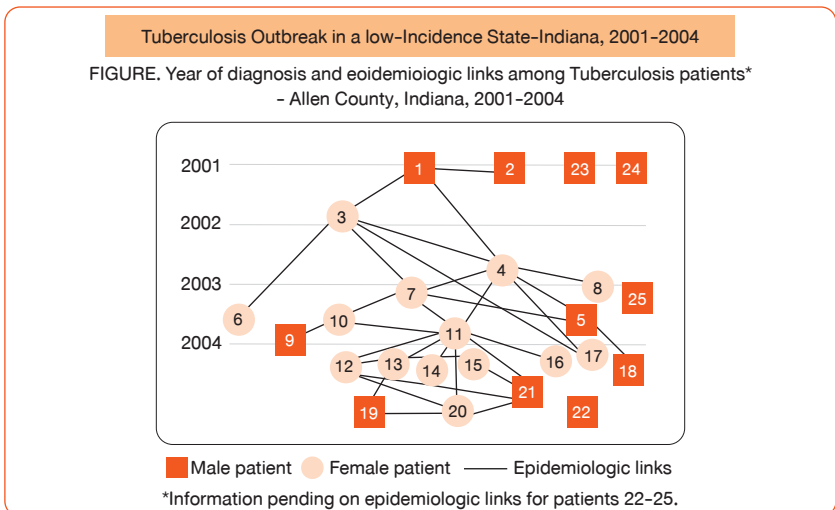 Tuberculosis Outbreak in a low-Incidence State-Indiana, 2001-2004
FIGURE. Year of diagnosis and eoidemioiogic links among Tuberculosis patients*
- Allen County, Indiana, 2001-2004
2001 1 2 23 24
3
2002
4
2003 7 8 25
6 10 5
9 11
2004
12 13 14 15 16 17 18
21
19 20 22
Male patient Female patient Epidemiologic links
*Information pending on epidemiologic links for patients 22-25.